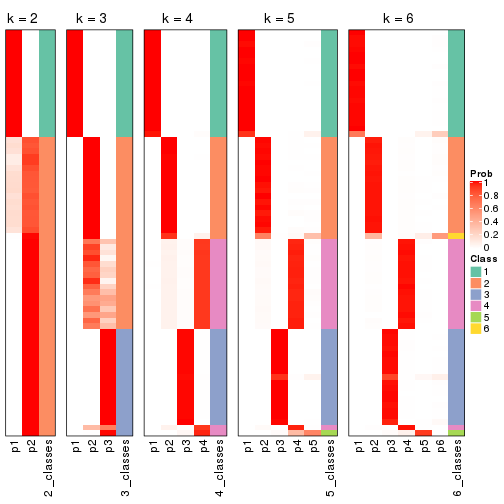 k = 2
k = 3
k = 4
k = 5
k = 6
Prob
1
0.8
0.6
0.4
0.2
0
Class
1
2
3
4
5
6
p1
p2
2_classes
p1
p2
p3
3_classes
p1
p2
p3
p4
4_classes
p1
p2
p3
p4
p5
5_classes
p1
p2
p3
p4
p5
p6
6_classes